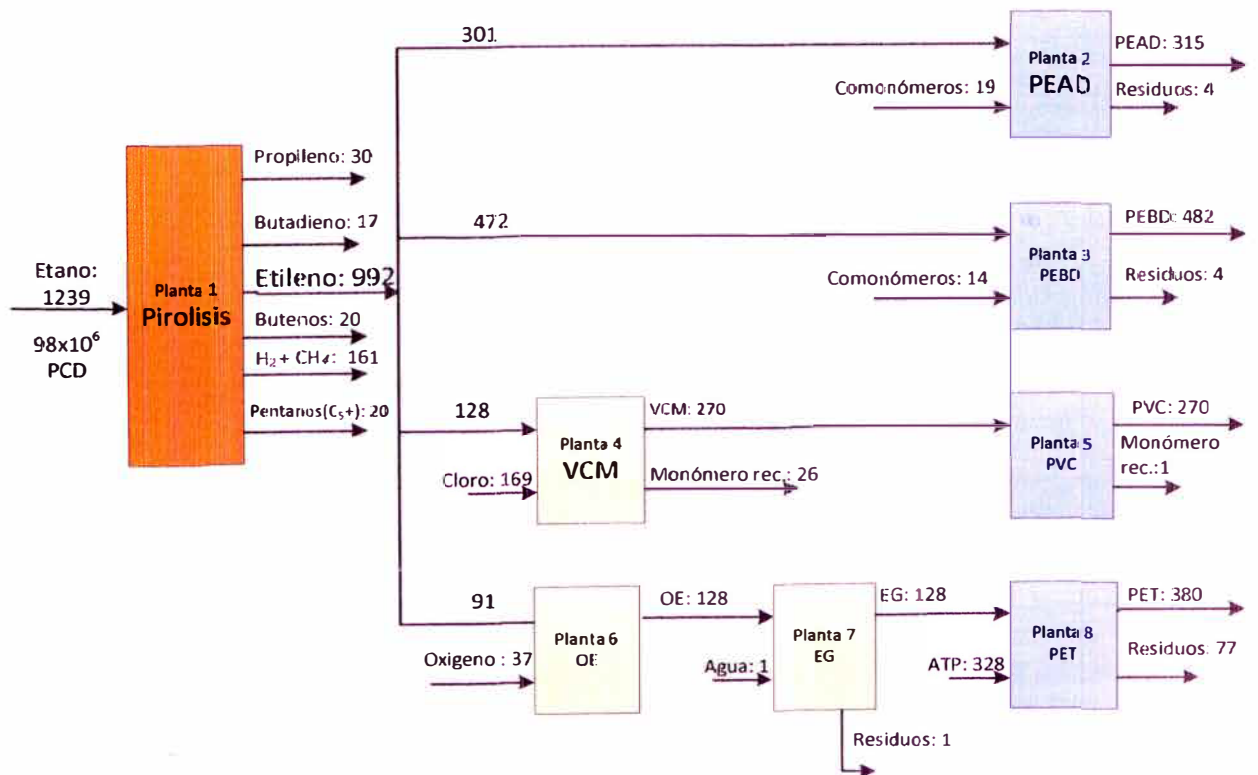 301
Planta 2
PEAD
PEAD: 315
Comonómeros: 19
Residuos: 4
Propileno: 30
Butadieno: 17
Etano:
1239
98x10⁶
PCD
Planta 1
Pirolisis
Etileno: 992
Butenos: 20
H₂ + CH₄: 161
Pentanos(C₅+): 20
472
Planta 3
PEBD
PEBD: 482
Comonómeros: 14
Residuos: 4
128
Planta 4
VCM
VCM: 270
Cloro: 169
Monómero rec.: 26
Planta 5
PVC
PVC: 270
Monómero
rec.:1
91
Planta 6
OE
OE: 128
Oxigeno : 37
Planta 7
EG
EG: 128
Agua: 1
Residuos: 1
Planta 8
PET
PET: 380
ATP: 328
Residuos: 77